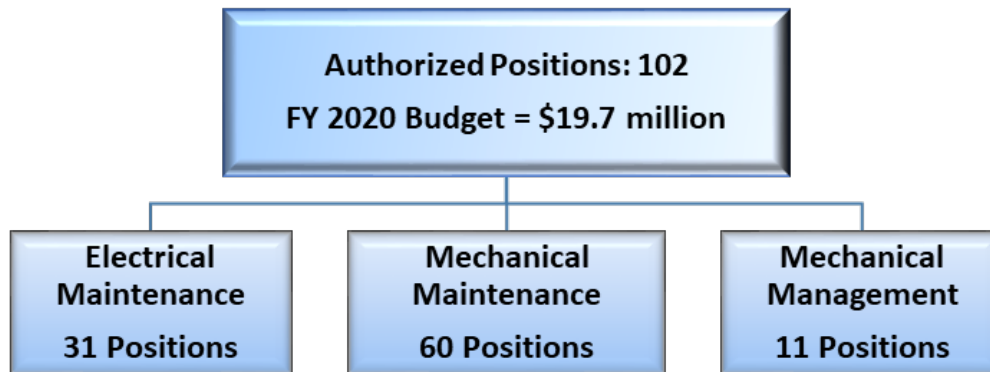 Authorized Positions: 102
FY 2020 Budget = $19.7 million
Electrical
Maintenance
31 Positions
Mechanical
Maintenance
60 Positions
Mechanical
Management
11 Positions